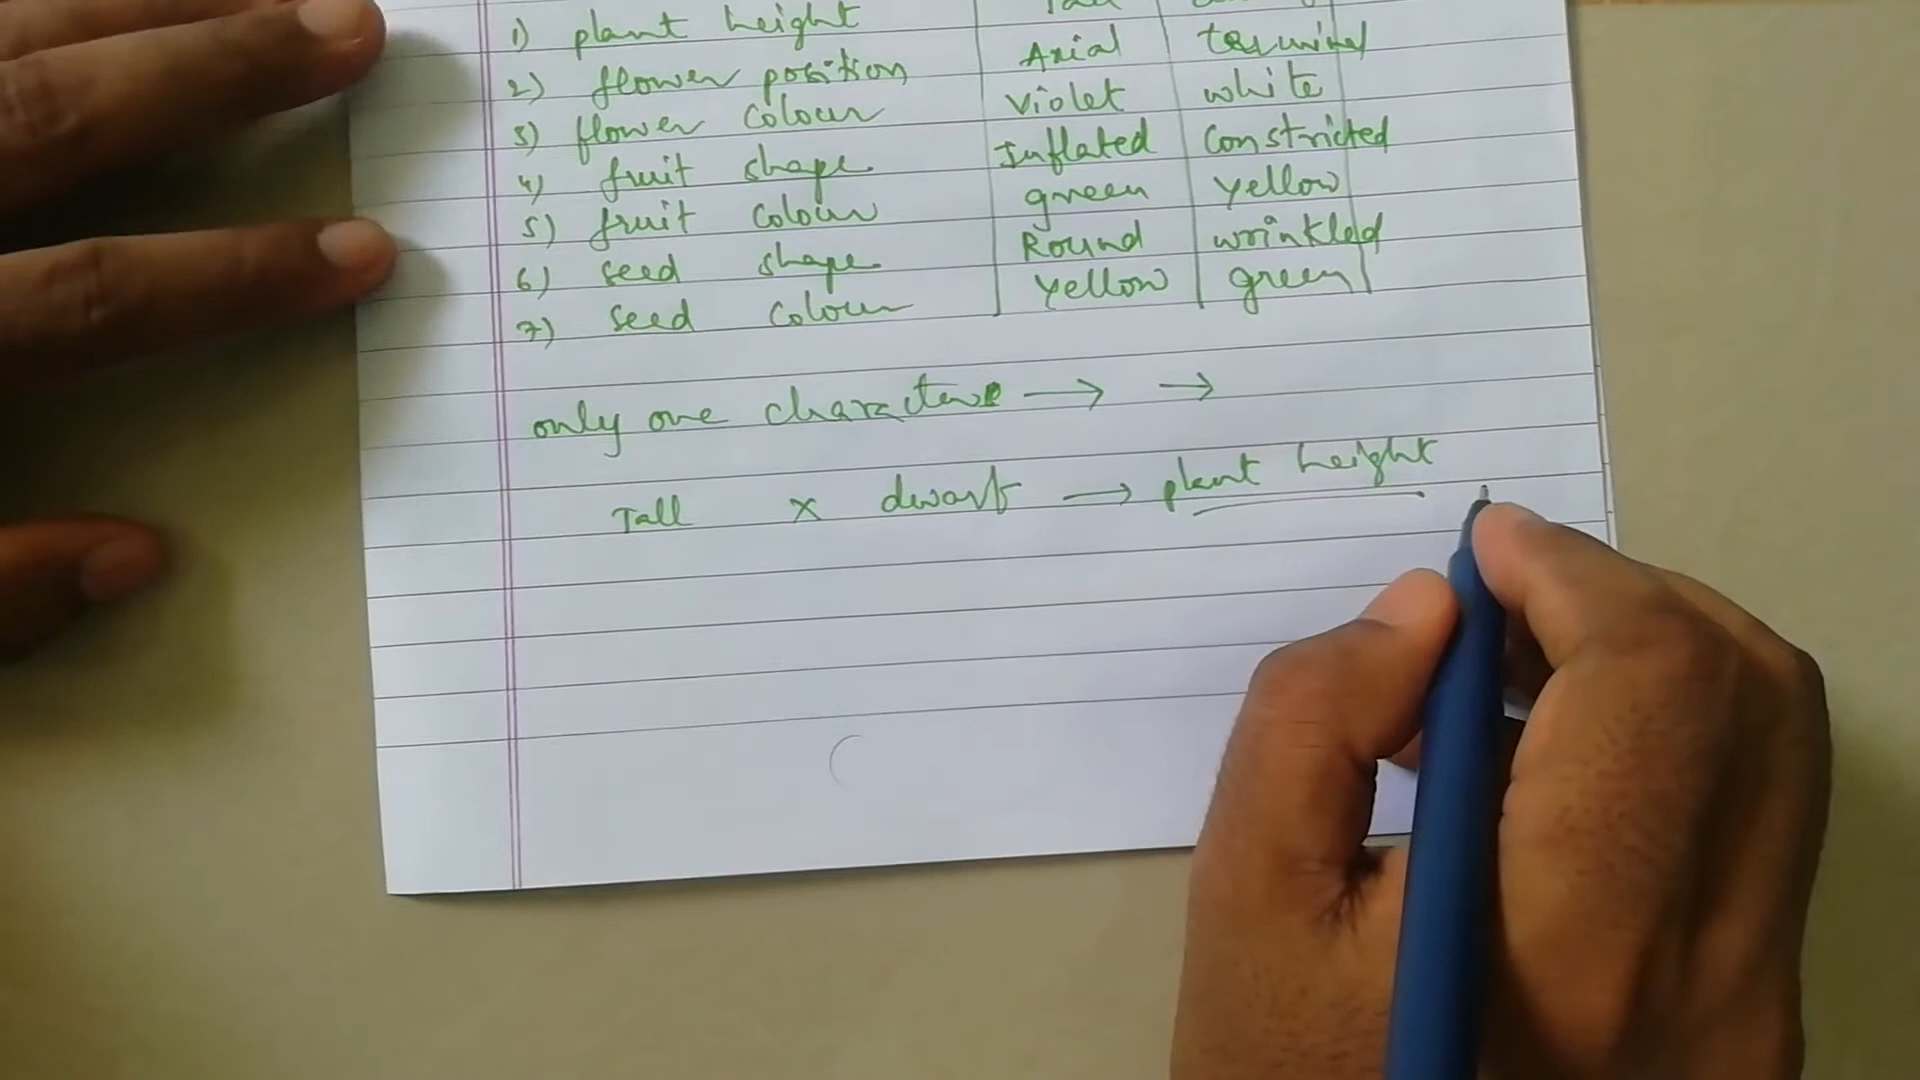 1) plant height
2) flower position Axial terminal
3) flower colour Violet white
4) fruit shape Inflated Constricted
5) fruit colour green yellow
6) seed shape Round wrinkled
7) seed colour yellow green
only one character → →
Tall x dwarf → plant height